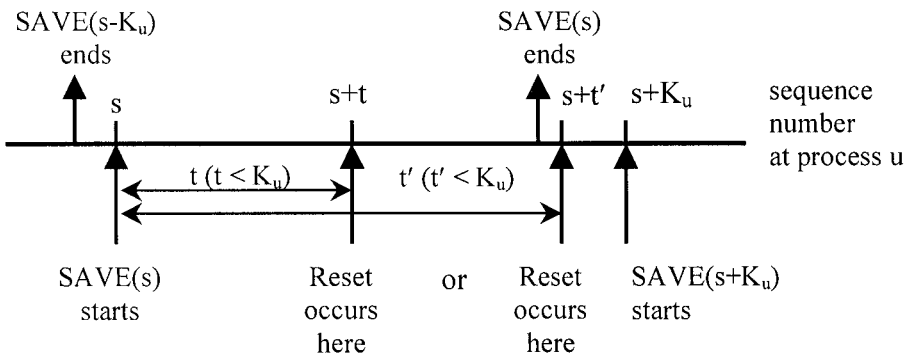 SAVE(s-Kᵤ)
ends
SAVE(s)
ends
s
s+t
s+t′
s+Kᵤ
sequence
number
at process u
t (t < Kᵤ)
t′ (t′ < Kᵤ)
SAVE(s)
starts
Reset
occurs
here
or
Reset
occurs
here
SAVE(s+Kᵤ)
starts